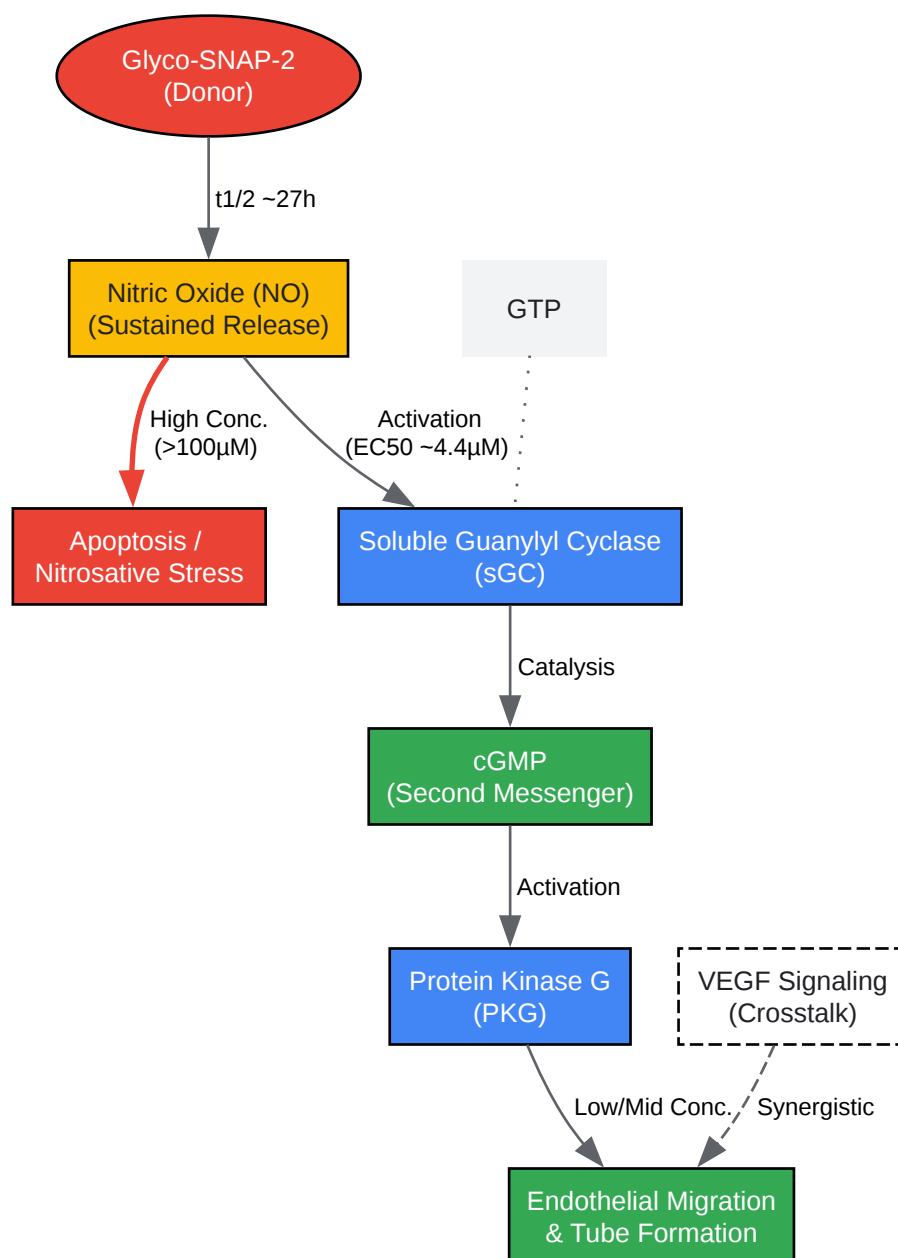 Glyco-SNAP-2
(Donor)
t1/2 ~27h
Nitric Oxide (NO)
(Sustained Release)
GTP
High Conc.
(>100µM)
Activation
(EC50 ~4.4µM)
Apoptosis /
Nitrosative Stress
Soluble Guanylyl Cyclase
(sGC)
Catalysis
cGMP
(Second Messenger)
Activation
Protein Kinase G
(PKG)
VEGF Signaling
(Crosstalk)
Low/Mid Conc.
Synergistic
Endothelial Migration
& Tube Formation